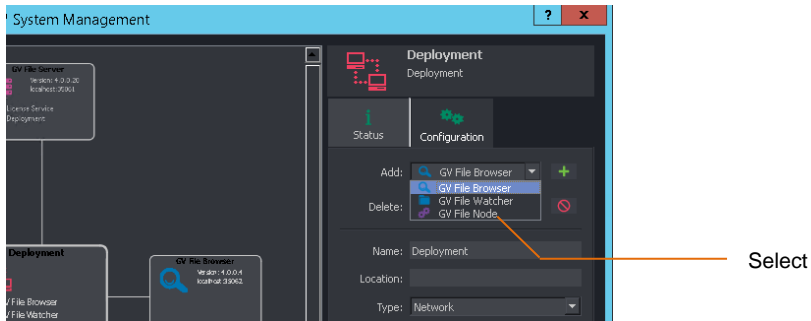 System Management
?
x
GV File Server
Version: 4.0.0.20
localhost:35001
License Service
Deployment
Deployment
GV File Browser
GV File Watcher
GV File Browser
Version: 4.0.0.4
localhost:35062
Deployment
Deployment
Status
Configuration
Add: GV File Browser
GV File Browser
GV File Watcher
GV File Node
Delete:
Name: Deployment
Location:
Type: Network
Select